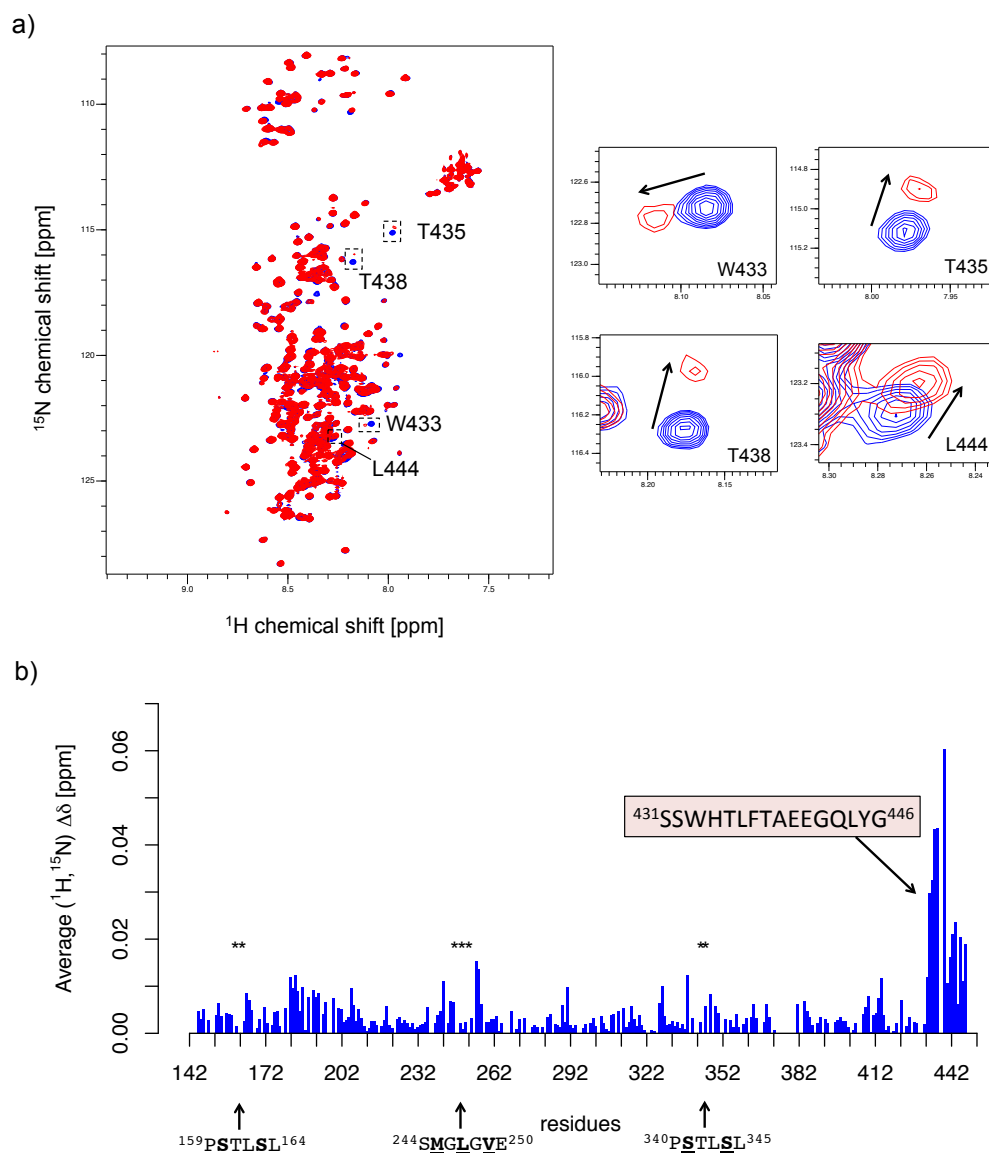 a)
110
115
120
125
9.0 8.5 8.0 7.5
15N chemical shift [ppm]
1H chemical shift [ppm]
T435
T438
W433
L444
122.6
122.8
123.0
8.10 8.05
W433
114.8
115.0
115.2
8.00 7.95
T435
115.8
116.0
116.2
116.4
8.20 8.15
T438
123.2
123.4
8.30 8.28 8.26 8.24
L444
b)
Average (1H,15N) Δδ [ppm]
0.06
0.04
0.02
0.00
431SSWHTLFTAEEGQLYG446
** *** **
142 172 202 232 262 292 322 352 382 412 442
residues
159PSTLSL164 244SMGLGVE250 340PSTLSL345